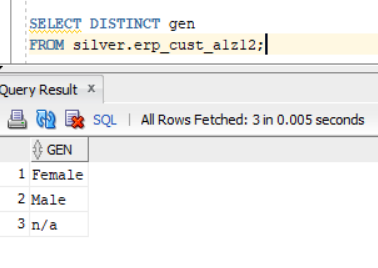 SELECT DISTINCT gen
FROM silver.erp_cust_a1z12;
Query Result x
SQL | All Rows Fetched: 3 in 0.005 seconds
GEN
1 Female
2 Male
3 n/a